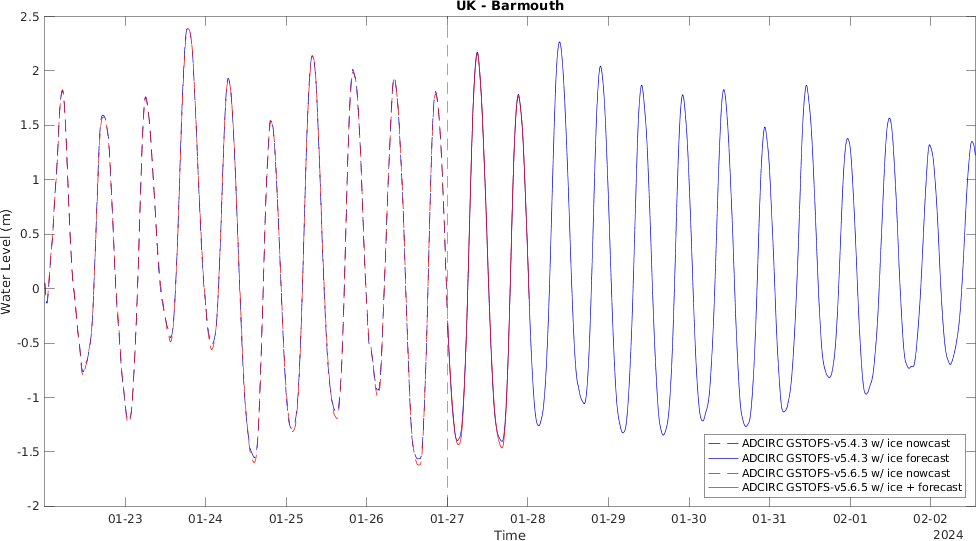 UK - Barmouth
2.5
2
1.5
1
0.5
0
-0.5
-1
-1.5
-2
Water Level (m)
01-23 01-24 01-25 01-26 01-27 01-28 01-29 01-30 01-31 02-01 02-02
Time
2024
ADCIRC GSTOFS-v5.4.3 w/ ice nowcast
ADCIRC GSTOFS-v5.4.3 w/ ice forecast
ADCIRC GSTOFS-v5.6.5 w/ ice nowcast
ADCIRC GSTOFS-v5.6.5 w/ ice + forecast